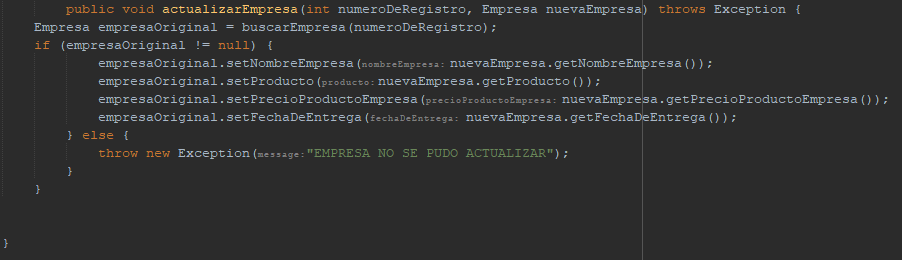 public void actualizarEmpresa(int numeroDeRegistro, Empresa nuevaEmpresa) throws Exception {
Empresa empresaOriginal = buscarEmpresa(numeroDeRegistro);
if (empresaOriginal != null) {
empresaOriginal.setNombreEmpresa(nombreEmpresa: nuevaEmpresa.getNombreEmpresa());
empresaOriginal.setProducto(producto: nuevaEmpresa.getProducto());
empresaOriginal.setPrecioProductoEmpresa(precioProductoEmpresa: nuevaEmpresa.getPrecioProductoEmpresa());
empresaOriginal.setFechaDeEntrega(fechaDeEntrega: nuevaEmpresa.getFechaDeEntrega());
} else {
throw new Exception(message: "EMPRESA NO SE PUDO ACTUALIZAR");
}
}
}